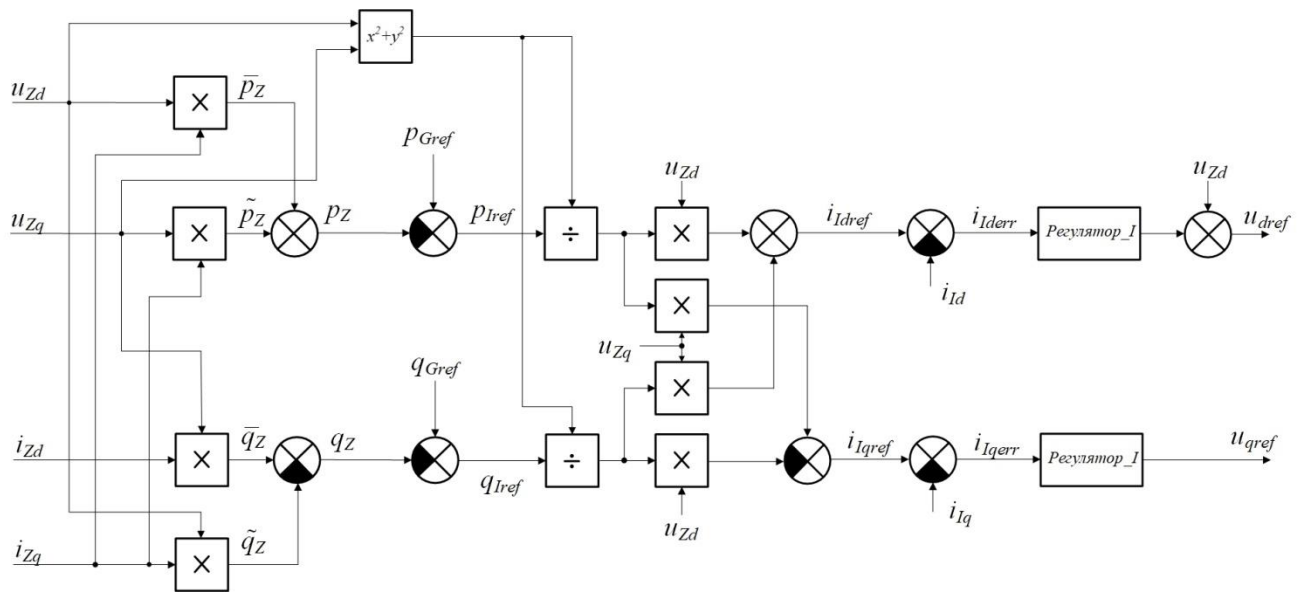 x²+y²
u_Zd
×
p̄_Z
p_Gref
u_Zd
u_Zd
u_Zq
×
p̃_Z
p_Z
p_Iref
÷
×
i_Idref
i_Iderr
Регулятор_I
u_dref
i_Id
×
u_Zq
×
q_Gref
i_Zd
×
q̄_Z
q_Z
q_Iref
÷
×
i_Iqref
i_Iqerr
Регулятор_I
u_qref
i_Iq
u_Zd
i_Zq
×
q̃_Z